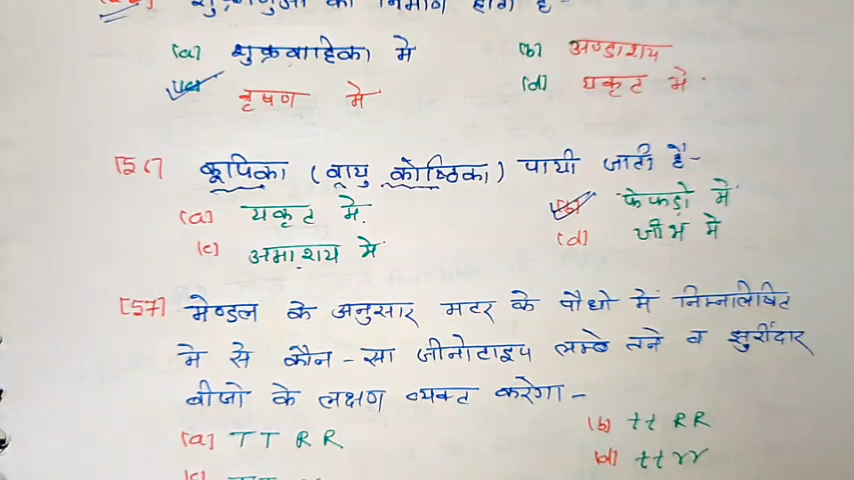 शुक्राणुओं का निर्माण होता है -
(a) शुक्रवाहिका में (b) अण्डाशय
(c) वृषण में (d) यकृत में
(56) कूपिका (वायु कोष्ठिका) पायी जाती है -
(a) यकृत में (b) फेफड़ो में
(c) अमाशय में (d) जीभ में
(57) मेण्डल के अनुसार मटर के पौधो में निम्नलिखित
मे से कौन - सा जीनोटाइप लम्बे तने व झुर्रीदार
बीजो के लक्षण व्यक्त करेगा -
(a) T T R R (b) t t R R
(c) (d) t t r r